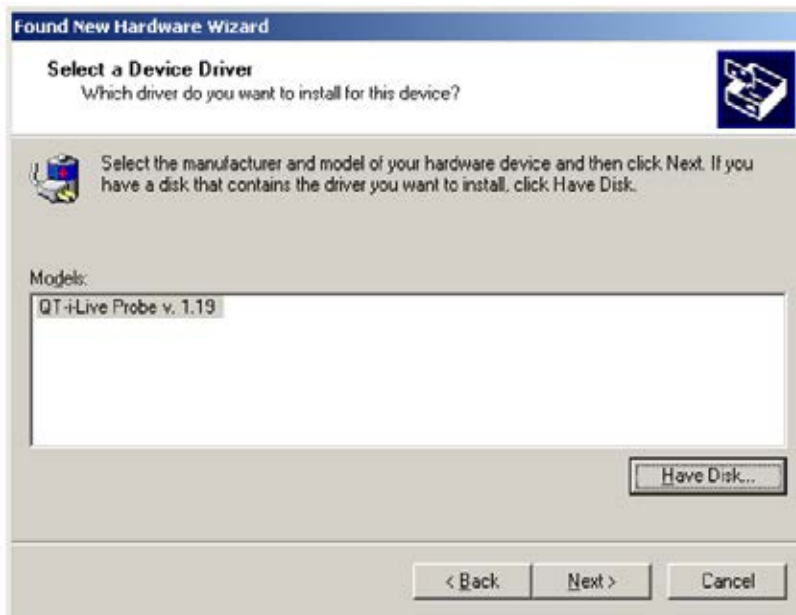 Found New Hardware Wizard
Select a Device Driver
Which driver do you want to install for this device?
Select the manufacturer and model of your hardware device and then click Next. If you
have a disk that contains the driver you want to install, click Have Disk.
Models:
QT-i-Live Probe v. 1.19
Have Disk...
< Back
Next >
Cancel